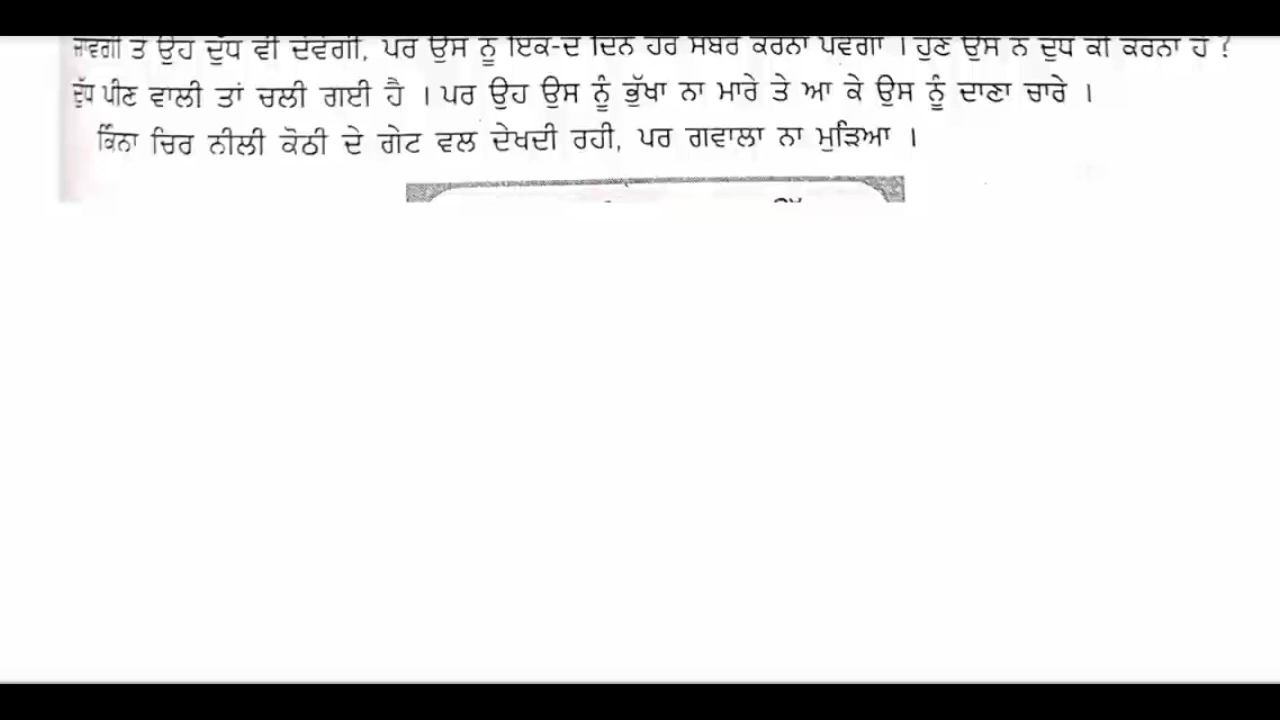 ਜਾਵੇਗੀ ਤੇ ਉਹ ਦੁੱਧ ਵੀ ਦੇਵੇਗੀ, ਪਰ ਉਸ ਨੂੰ ਇਕ-ਦੋ ਦਿਨ ਹੋਰ ਸਬਰ ਕਰਨਾ ਪਵੇਗਾ । ਹੁਣ ਉਸ ਨੇ ਦੁੱਧ ਕੀ ਕਰਨਾ ਹੈ ?
ਦੁੱਧ ਪੀਣ ਵਾਲੀ ਤਾਂ ਚਲੀ ਗਈ ਹੈ । ਪਰ ਉਹ ਉਸ ਨੂੰ ਭੁੱਖਾ ਨਾ ਮਾਰੇ ਤੇ ਆ ਕੇ ਉਸ ਨੂੰ ਦਾਣਾ ਚਾਰੇ ।
ਕਿੰਨਾ ਚਿਰ ਨੀਲੀ ਕੋਠੀ ਦੇ ਗੇਟ ਵਲ ਦੇਖਦੀ ਰਹੀ, ਪਰ ਗਵਾਲਾ ਨਾ ਮੁੜਿਆ ।